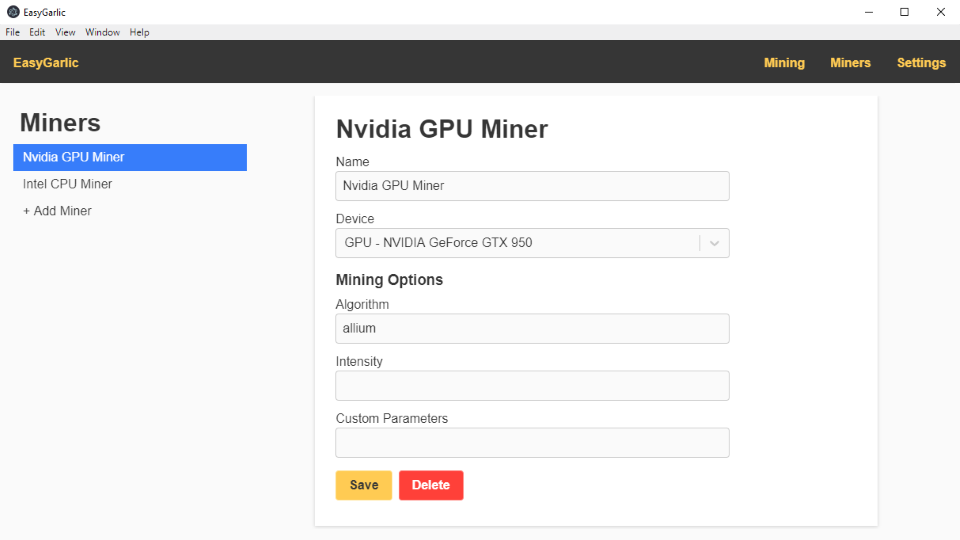 EasyGarlic
File Edit View Window Help
EasyGarlic Mining Miners Settings
Miners
Nvidia GPU Miner
Intel CPU Miner
+ Add Miner
Nvidia GPU Miner
Name
Nvidia GPU Miner
Device
GPU - NVIDIA GeForce GTX 950
Mining Options
Algorithm
allium
Intensity
Custom Parameters
Save Delete